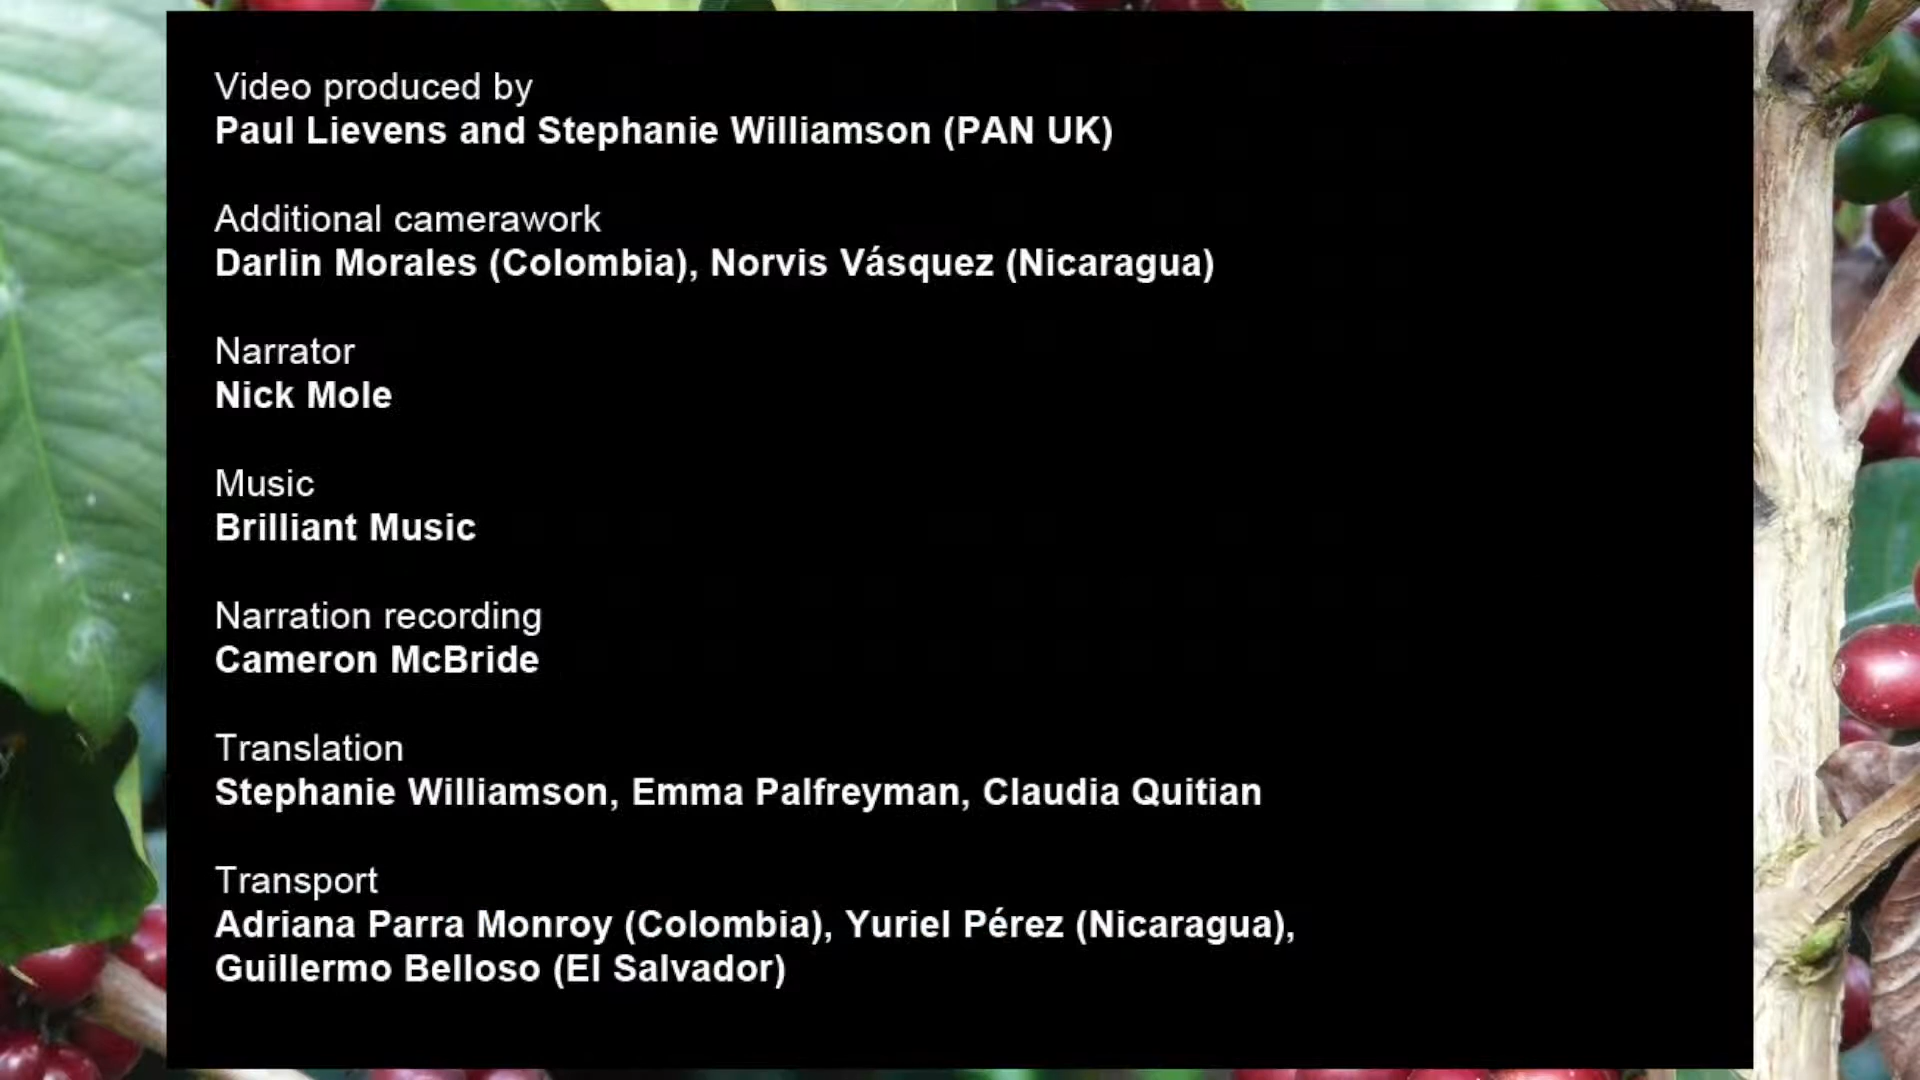 Video produced by
Paul Lievens and Stephanie Williamson (PAN UK)
Additional camerawork
Darlin Morales (Colombia), Norvis Vásquez (Nicaragua)
Narrator
Nick Mole
Music
Brilliant Music
Narration recording
Cameron McBride
Translation
Stephanie Williamson, Emma Palfreyman, Claudia Quitian
Transport
Adriana Parra Monroy (Colombia), Yuriel Pérez (Nicaragua),
Guillermo Belloso (El Salvador)